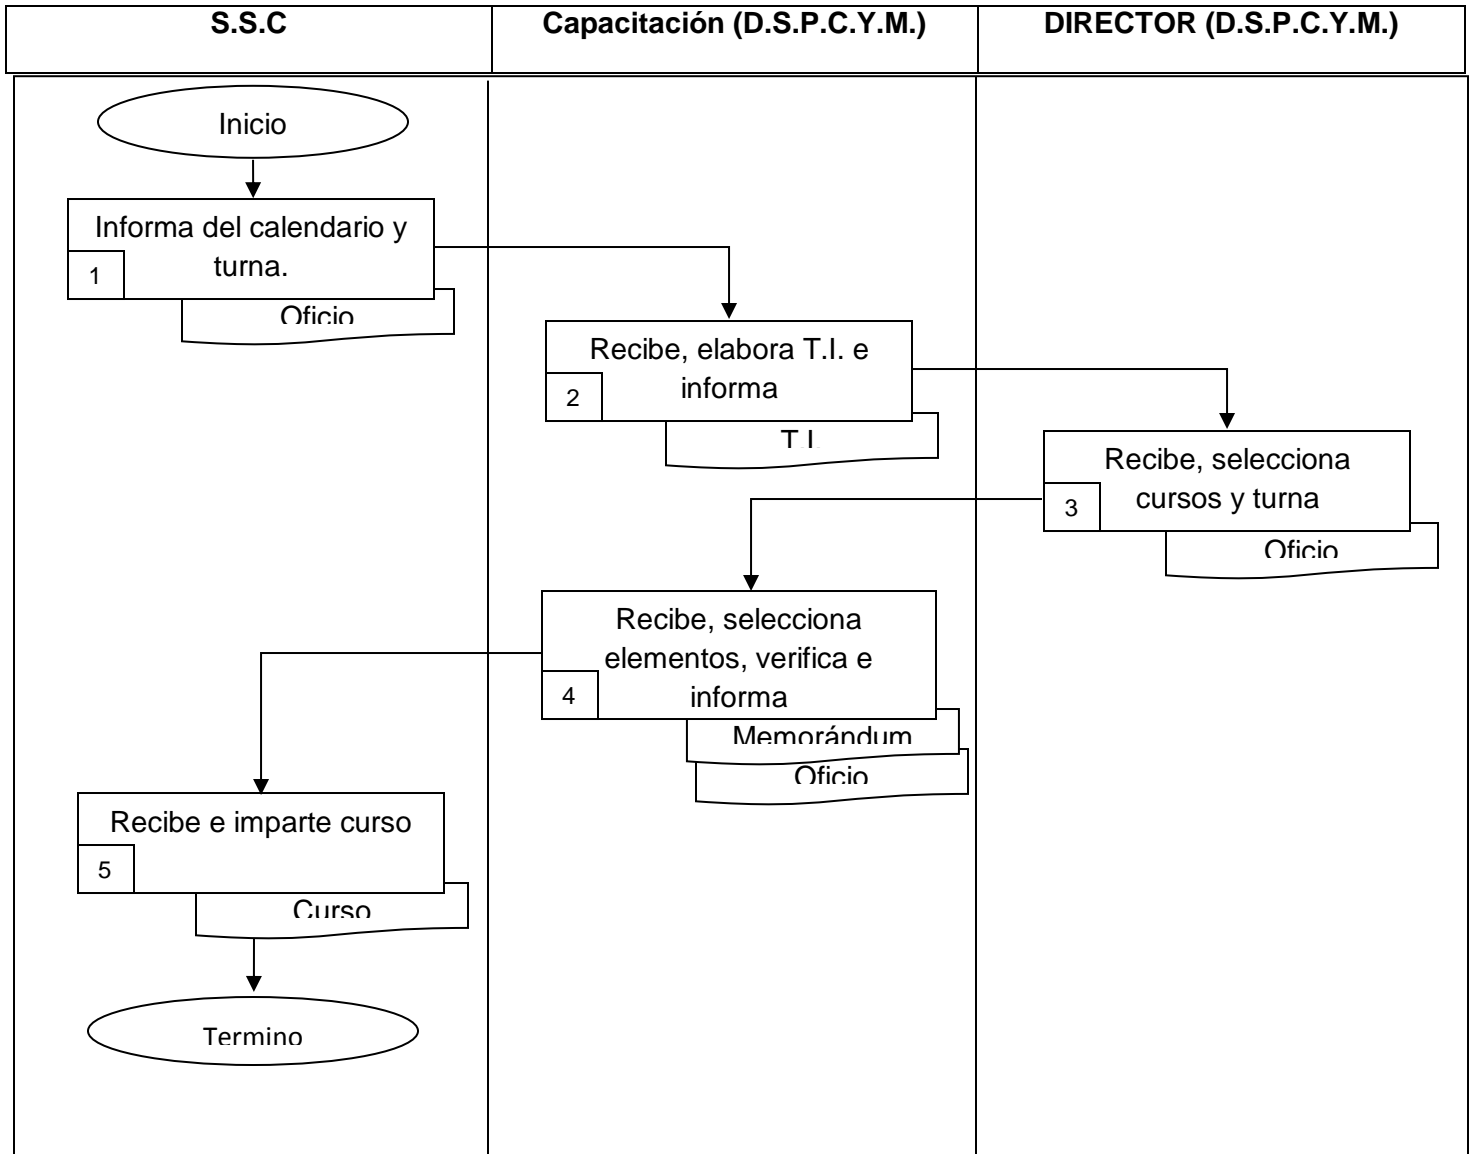 S.S.C
Capacitación (D.S.P.C.Y.M.)
DIRECTOR (D.S.P.C.Y.M.)
Inicio
Informa del calendario y
turna.
1
Oficio
Recibe, elabora T.I. e
informa
2
T.I.
Recibe, selecciona
cursos y turna
3
Oficio
Recibe, selecciona
elementos, verifica e
informa
4
Memorándum
Oficio
Recibe e imparte curso
5
Curso
Termino